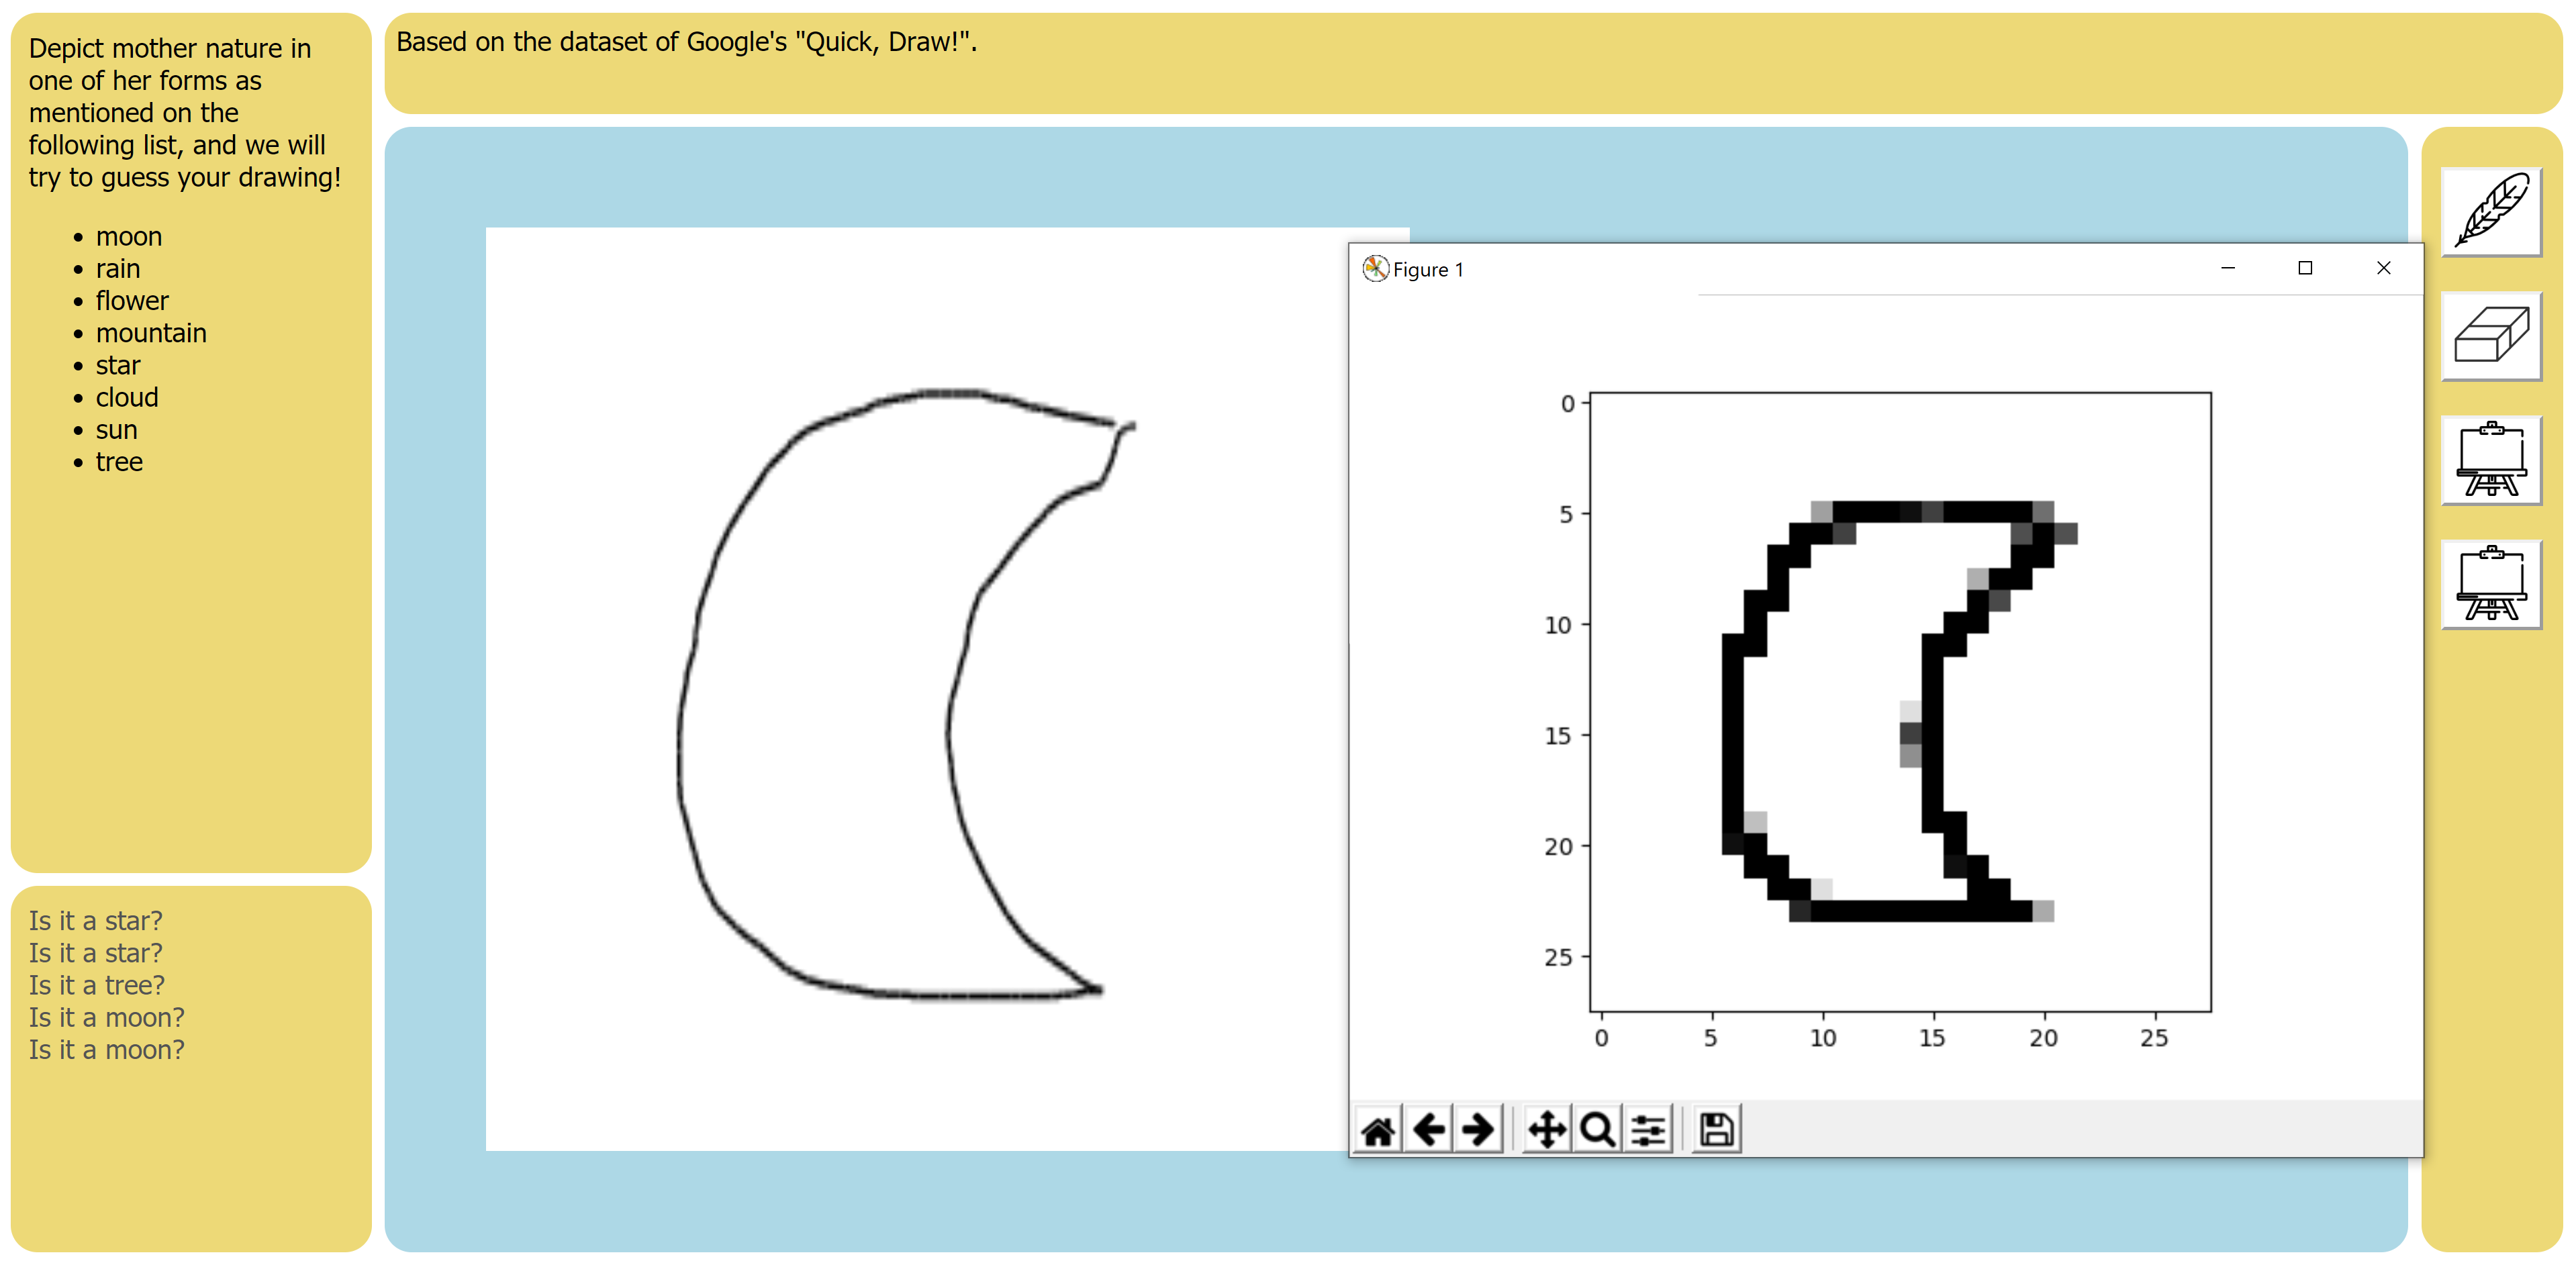 Depict mother nature in
one of her forms as
mentioned on the
following list, and we will
try to guess your drawing!
• moon
• rain
• flower
• mountain
• star
• cloud
• sun
• tree
Is it a star?
Is it a star?
Is it a tree?
Is it a moon?
Is it a moon?
Based on the dataset of Google's "Quick, Draw!".
Figure 1
0
5
10
15
20
25
0 5 10 15 20 25